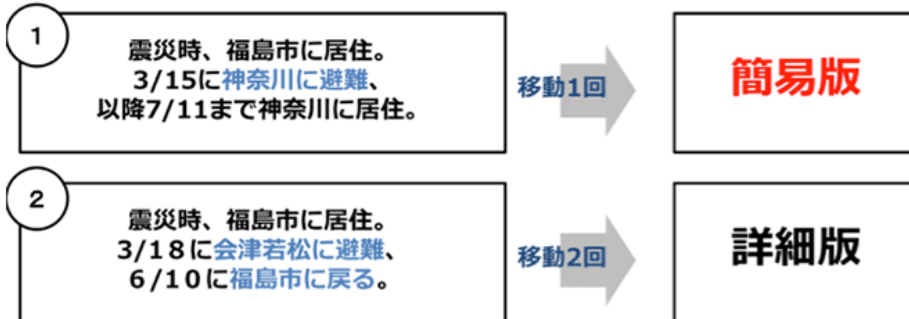 1
震災時、福島市に居住。
3/15に神奈川に避難、
以降7/11まで神奈川に居住。
移動1回
簡易版
2
震災時、福島市に居住。
3/18に会津若松に避難、
6/10に福島市に戻る。
移動2回
詳細版